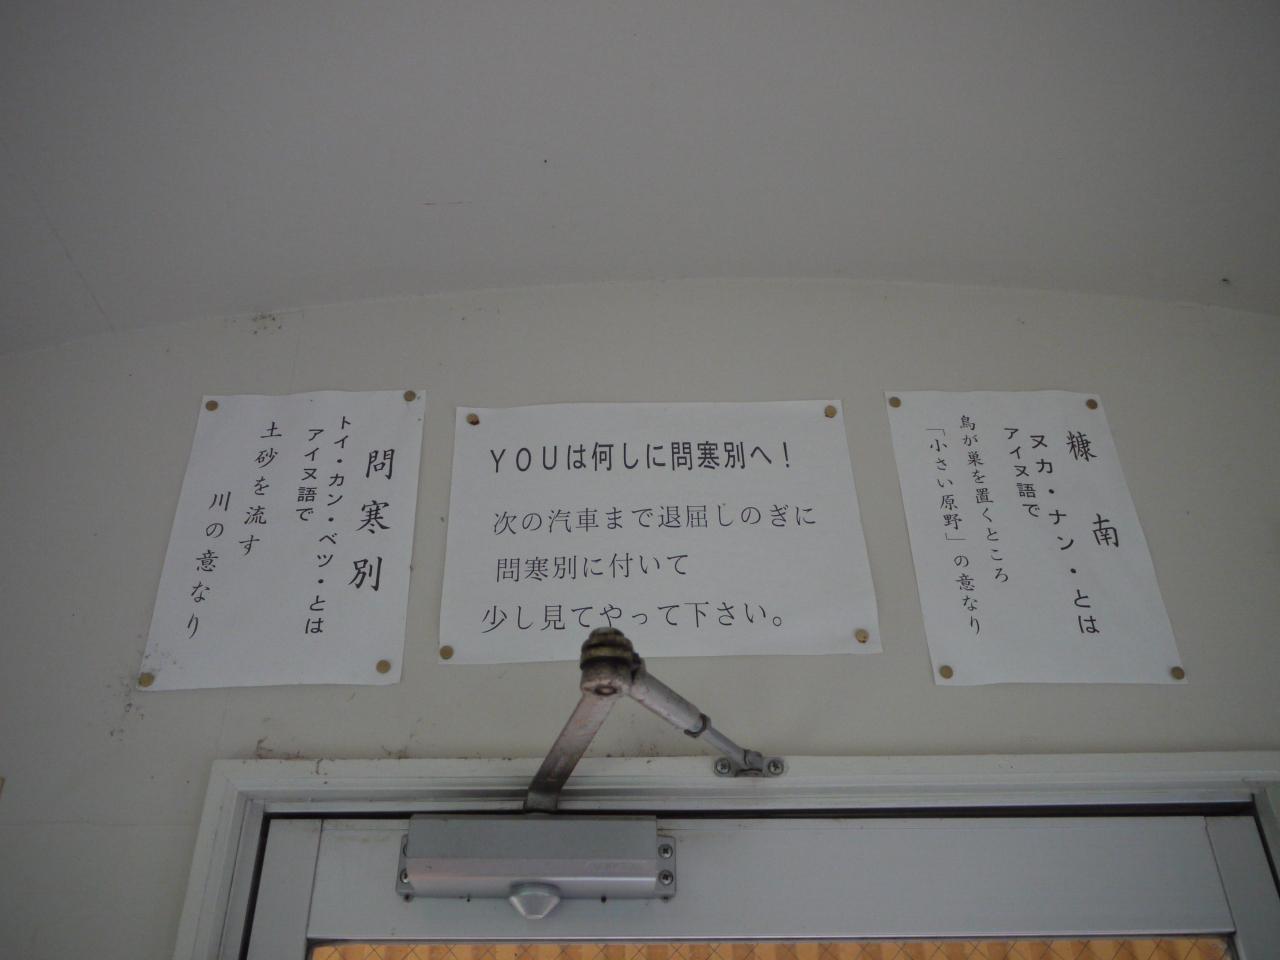 問寒別
トイ・カン・ベツ・とは
アイヌ語で
土砂を流す
川の意なり
YOUは何しに問寒別へ！
次の汽車まで退屈しのぎに
問寒別に付いて
少し見てやって下さい。
糠南
ヌカ・ナン・とは
アイヌ語で
鳥が巣を置くところ
「小さい原野」の意なり